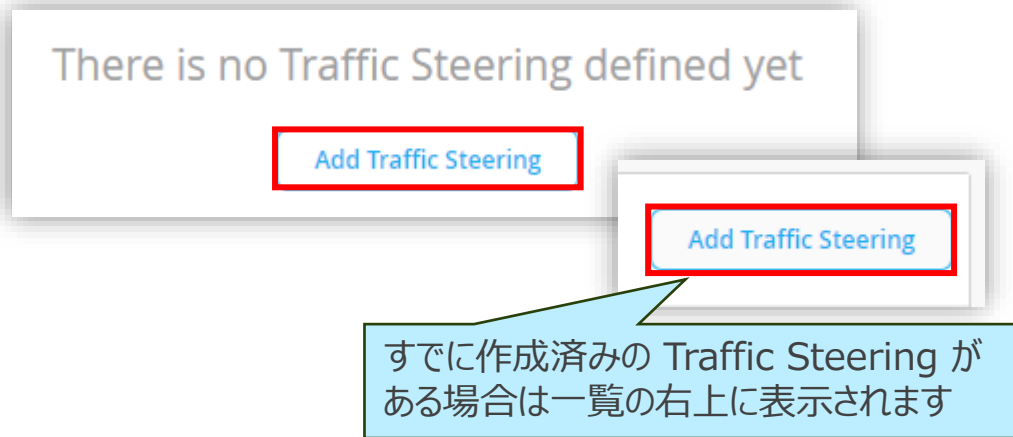 There is no Traffic Steering defined yet
Add Traffic Steering
Add Traffic Steering
すでに作成済みの Traffic Steering が
ある場合は一覧の右上に表示されます